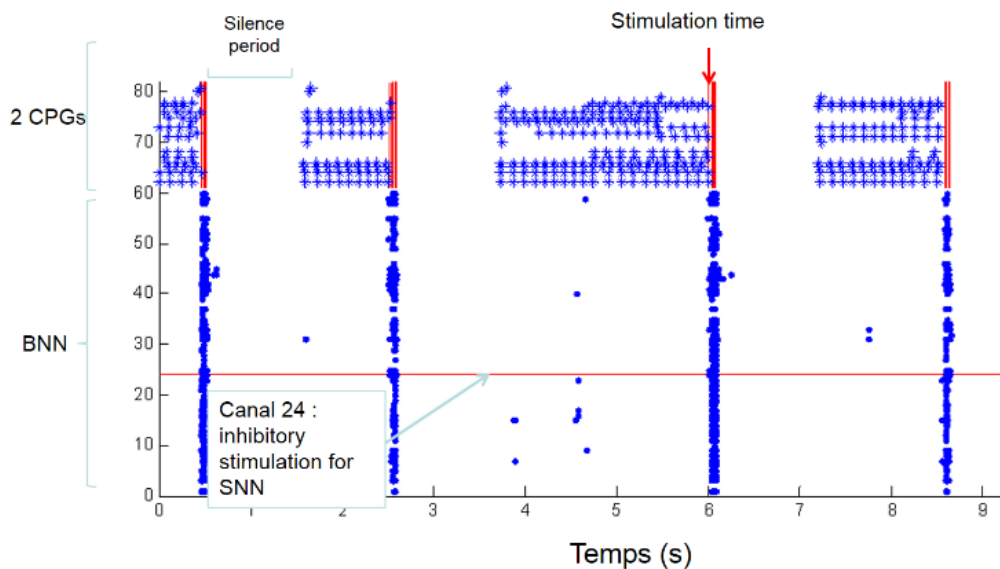 Silence
period
Stimulation time
2 CPGs
80
70
60
50
40
30
20
10
0
BNN
Canal 24 :
inhibitory
stimulation for
SNN
0 1 2 3 4 5 6 7 8 9
Temps (s)